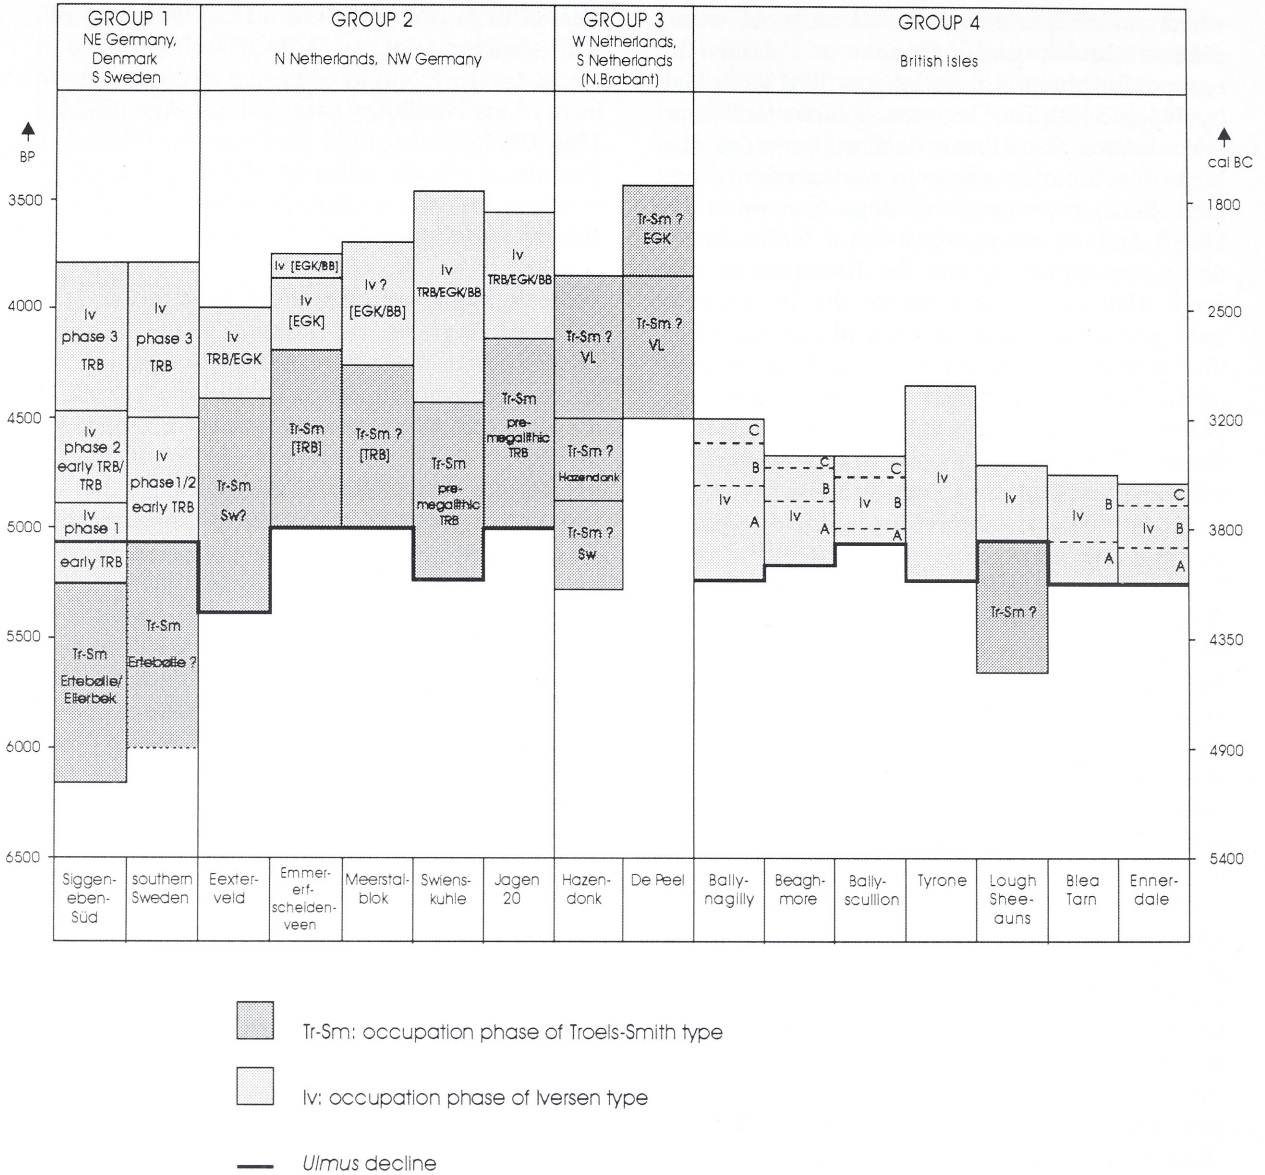 GROUP 1
NE Germany,
Denmark
S Sweden
GROUP 2
N Netherlands, NW Germany
GROUP 3
W Netherlands,
S Netherlands
(N.Brabant)
GROUP 4
British Isles
BP
3500
4000
4500
5000
5500
6000
6500
cal BC
1800
2500
3200
3800
4350
4900
5400
Iv
phase 3
TRB
Iv
phase 2
early TRB/
TRB
Iv
phase 1
early TRB
Tr-Sm
Ertebølle/
Ellerbek
Iv
phase 3
TRB
Iv
phase 1/2
early TRB
Tr-Sm
Ertebølle ?
Iv
TRB/EGK
Tr-Sm
Sw?
Iv [EGK/BB]
Iv
[EGK]
Tr-Sm
[TRB]
Iv ?
[EGK/BB]
Tr-Sm ?
[TRB]
Iv
TRB/EGK/BB
Tr-Sm
pre-
megalithic
TRB
Iv
TRB/EGK/BB
Tr-Sm
pre-
megalithic
TRB
Tr-Sm ?
VL
Tr-Sm ?
Hazendonk
Tr-Sm ?
Sw
Tr-Sm ?
EGK
Tr-Sm ?
VL
C
B
Iv
A
C
B
Iv
A
C
Iv B
A
Iv
Iv
Tr-Sm ?
B
Iv
A
C
Iv B
A
Siggen-
eben-
Süd
southern
Sweden
Eexter-
veld
Emmer-
erf-
scheiden-
veen
Meerstal-
blok
Swiens-
kuhle
Jagen
20
Hazen-
donk
De Peel
Bally-
nagilly
Beagh-
more
Bally-
scullion
Tyrone
Lough
Shee-
auns
Blea
Tarn
Enner-
dale
Tr-Sm: occupation phase of Troels-Smith type
Iv: occupation phase of Iversen type
Ulmus decline